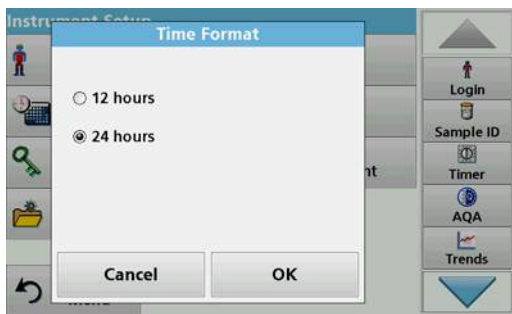 Time Format
12 hours
24 hours
Cancel
OK
Login
Sample ID
Timer
AQA
Trends